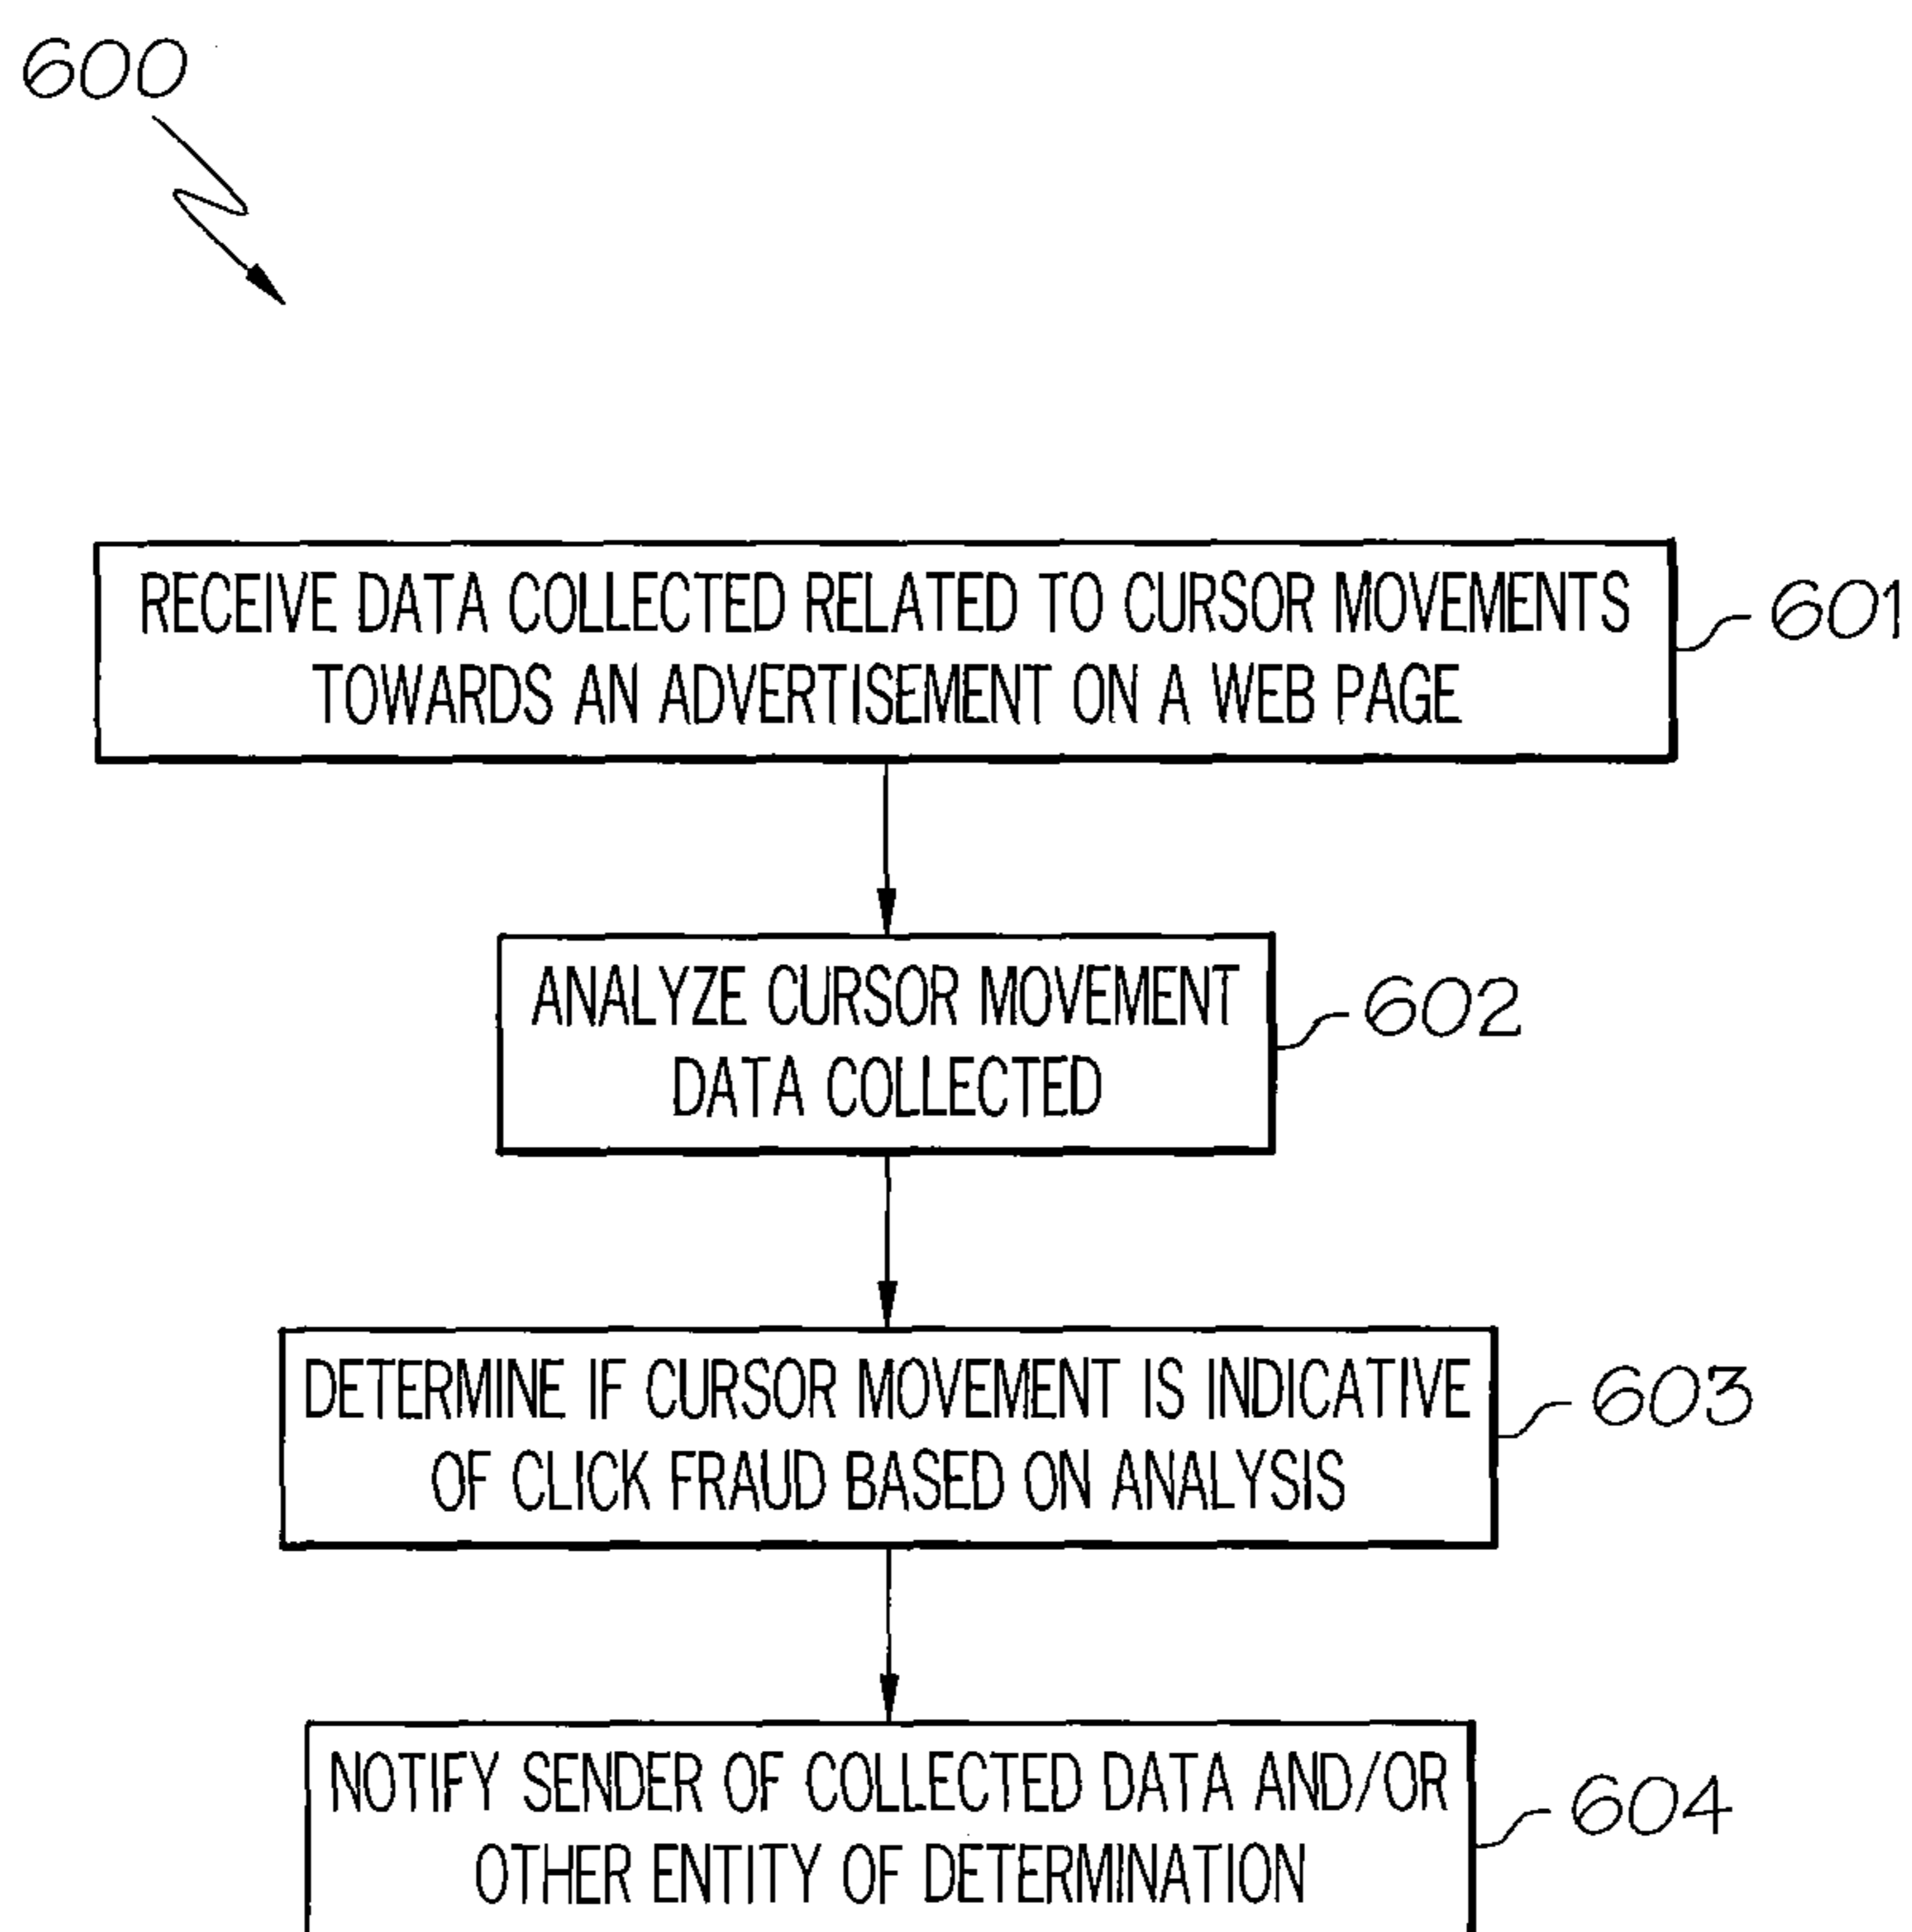 600
RECEIVE DATA COLLECTED RELATED TO CURSOR MOVEMENTS
TOWARDS AN ADVERTISEMENT ON A WEB PAGE
601
ANALYZE CURSOR MOVEMENT
DATA COLLECTED
602
DETERMINE IF CURSOR MOVEMENT IS INDICATIVE
OF CLICK FRAUD BASED ON ANALYSIS
603
NOTIFY SENDER OF COLLECTED DATA AND/OR
OTHER ENTITY OF DETERMINATION
604